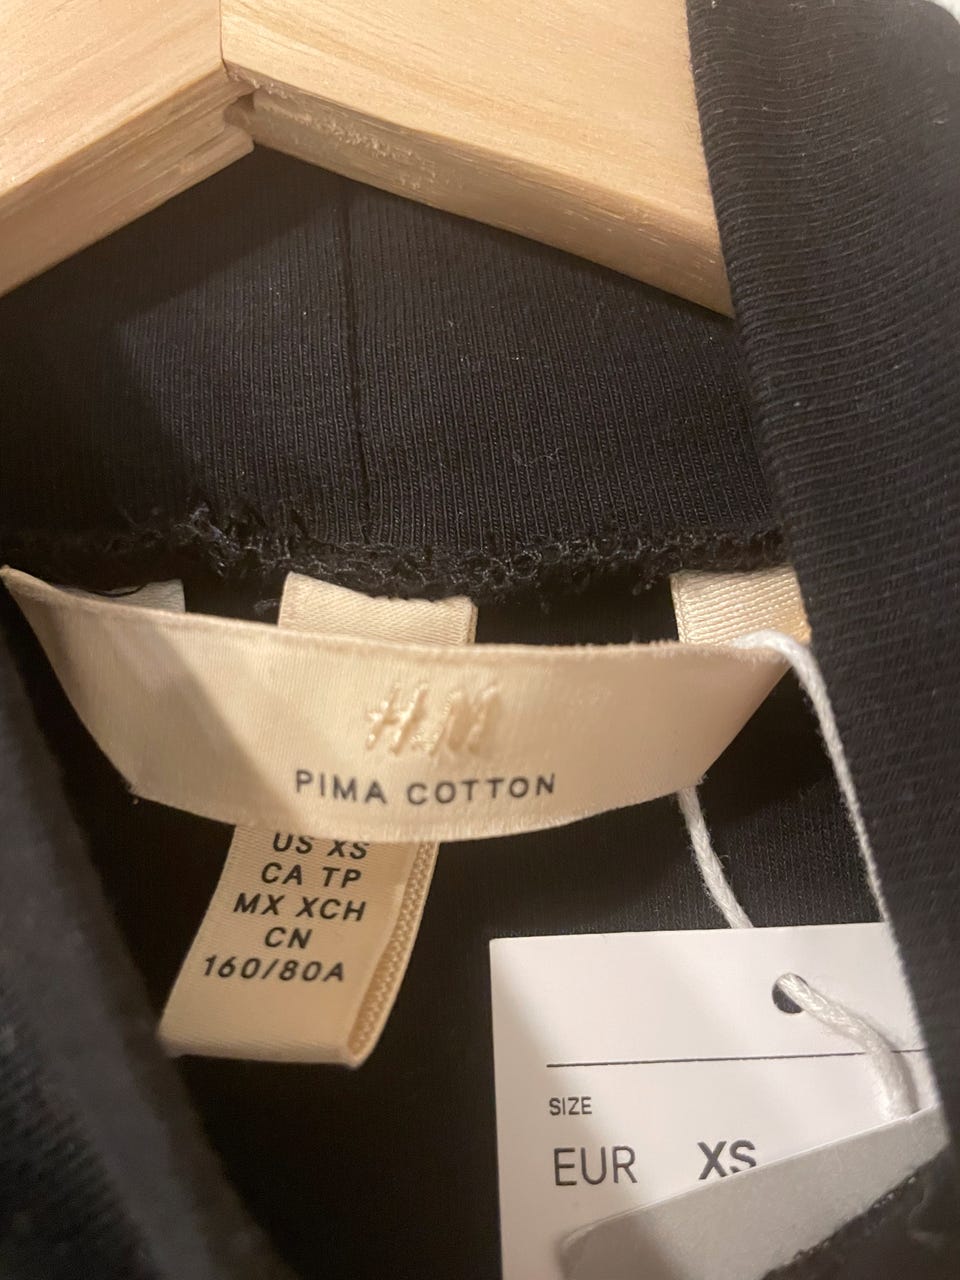 H&M
PIMA COTTON
US XS
CA TP
MX XCH
CN
160/80A
SIZE
EUR XS